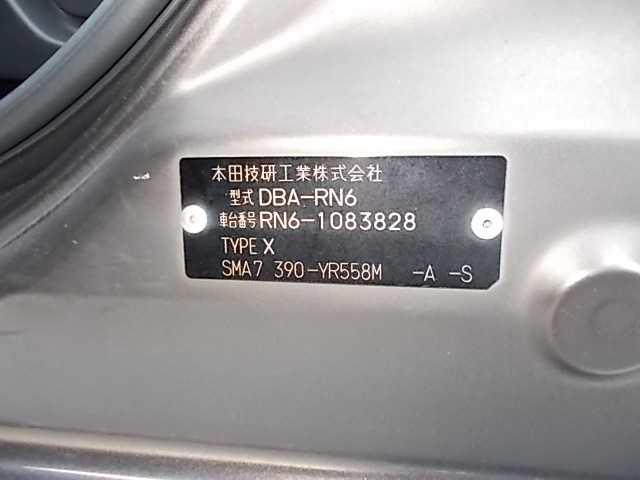 本田技研工業株式会社
型式 DBA-RN6
車台番号 RN6-1083828
TYPE X
SMA7 390-YR558M -A -S